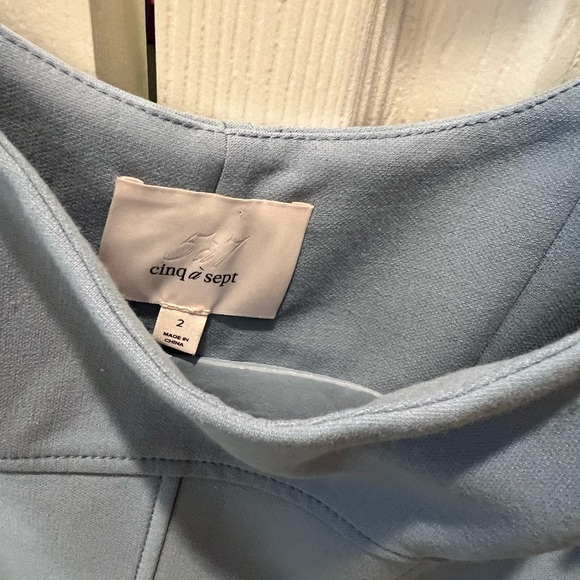 5à7
cinq à sept
2
MADE IN
CHINA